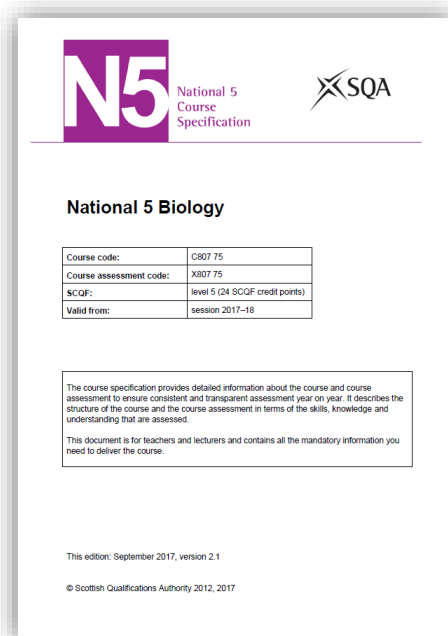 N5
National 5
Course
Specification
SQA
National 5 Biology
Course code: C807 75
Course assessment code: X807 75
SCQF: level 5 (24 SCQF credit points)
Valid from: session 2017–18
The course specification provides detailed information about the course and course
assessment to ensure consistent and transparent assessment year on year. It describes the
structure of the course and the course assessment in terms of the skills, knowledge and
understanding that are assessed.
This document is for teachers and lecturers and contains all the mandatory information you
need to deliver the course.
This edition: September 2017, version 2.1
© Scottish Qualifications Authority 2012, 2017